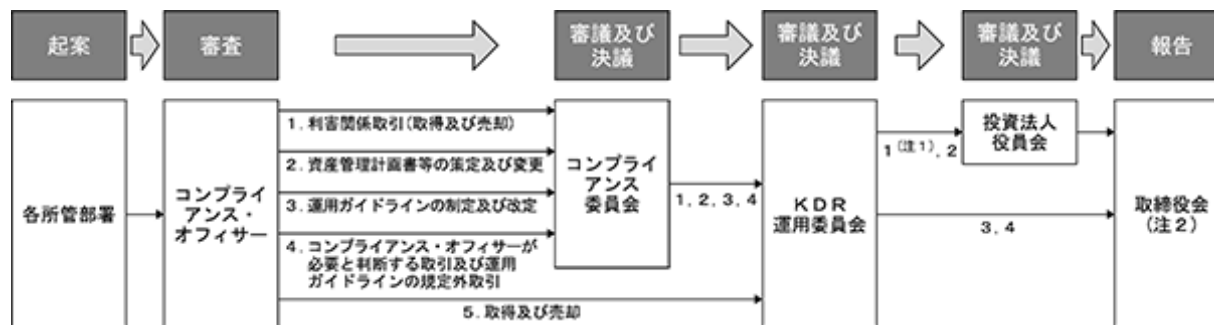 起案
審査
審議及び
決議
審議及び
決議
審議及び
決議
報告
各所管部署
コンプライ
アンス・
オフィサー
1．利害関係取引(取得及び売却)
2．資産管理計画書等の策定及び変更
3．運用ガイドラインの制定及び改定
4．コンプライアンス・オフィサーが
必要と判断する取引及び運用
ガイドラインの規定外取引
5．取得及び売却
コンプライ
アンス
委員会
1, 2, 3, 4
ＫＤＲ
運用委員会
1(注1), 2
3, 4
投資法人
役員会
取締役会
(注２)